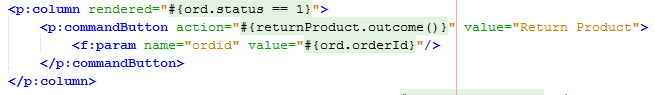 <p:column rendered="#{ord.status == 1}">
<p:commandButton action="#{returnProduct.outcome()}" value="Return Product">
<f:param name="ordid" value="#{ord.orderId}"/>
</p:commandButton>
</p:column>